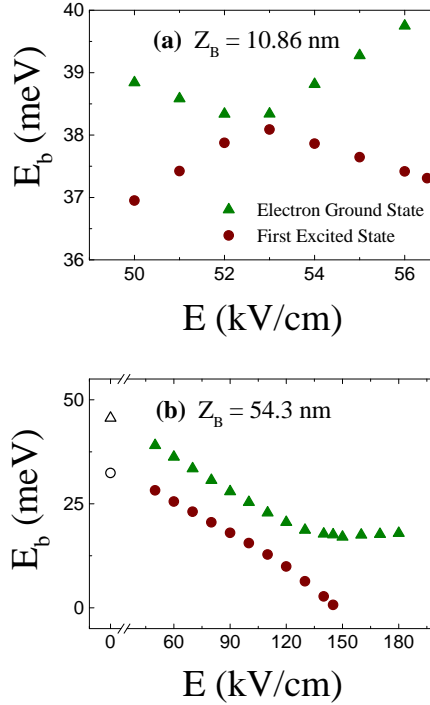 40
(a) Z_B = 10.86 nm
39
38
37
36
E_b (meV)
Electron Ground State
First Excited State
50 51 52 53 54 55 56
E (kV/cm)
50
(b) Z_B = 54.3 nm
25
0
E_b (meV)
0 60 90 120 150 180
E (kV/cm)